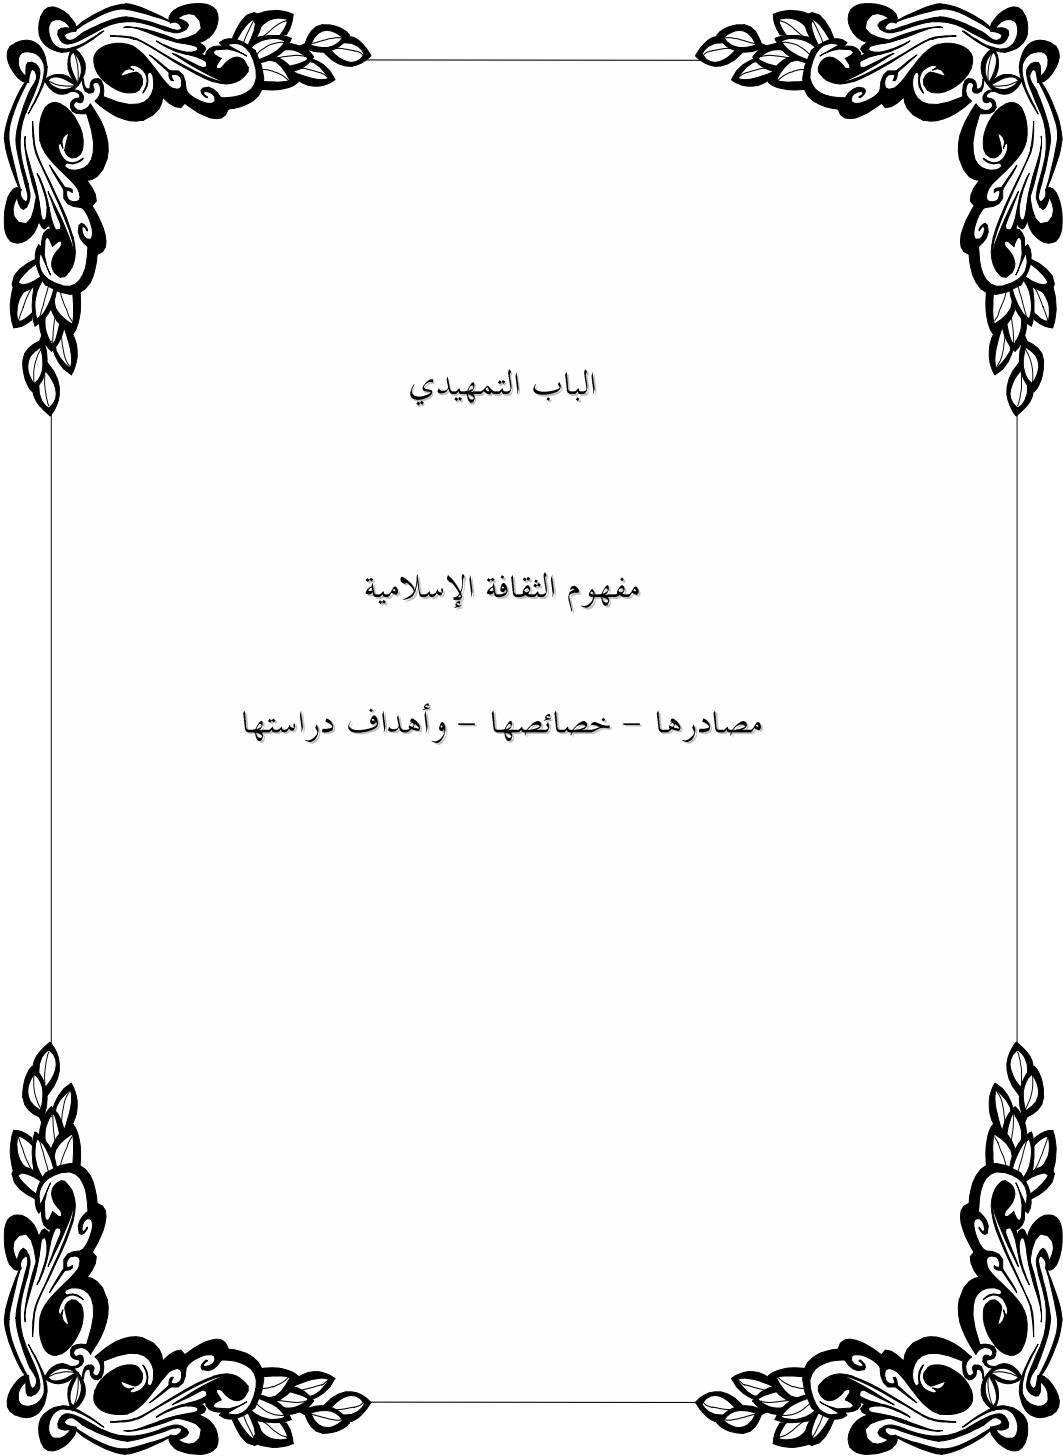 الباب التمهيدي
مفهوم الثقافة الإسلامية
مصادرها – خصائصها – وأهداف دراستها